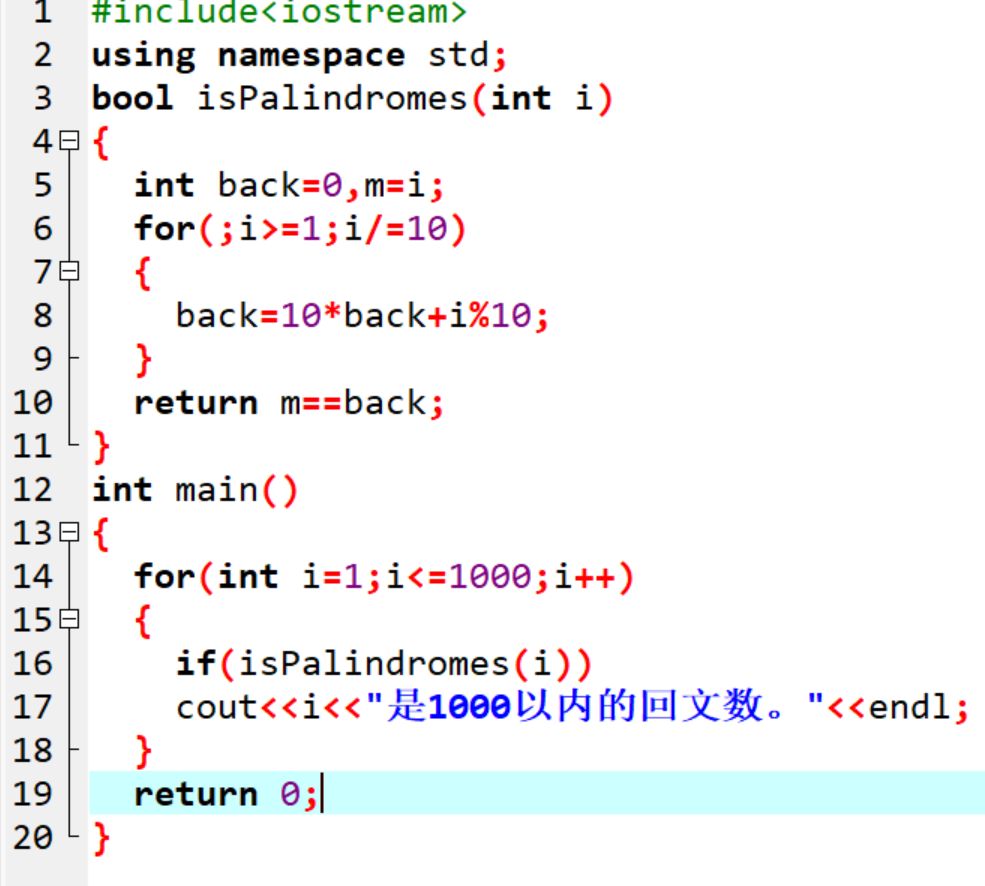 1 #include<iostream>
2 using namespace std;
3 bool isPalindromes(int i)
4 {
5 int back=0,m=i;
6 for(;i>=1;i/=10)
7 {
8 back=10*back+i%10;
9 }
10 return m==back;
11 }
12 int main()
13 {
14 for(int i=1;i<=1000;i++)
15 {
16 if(isPalindromes(i))
17 cout<<i<<"是1000以内的回文数。"<<endl;
18 }
19 return 0;
20 }